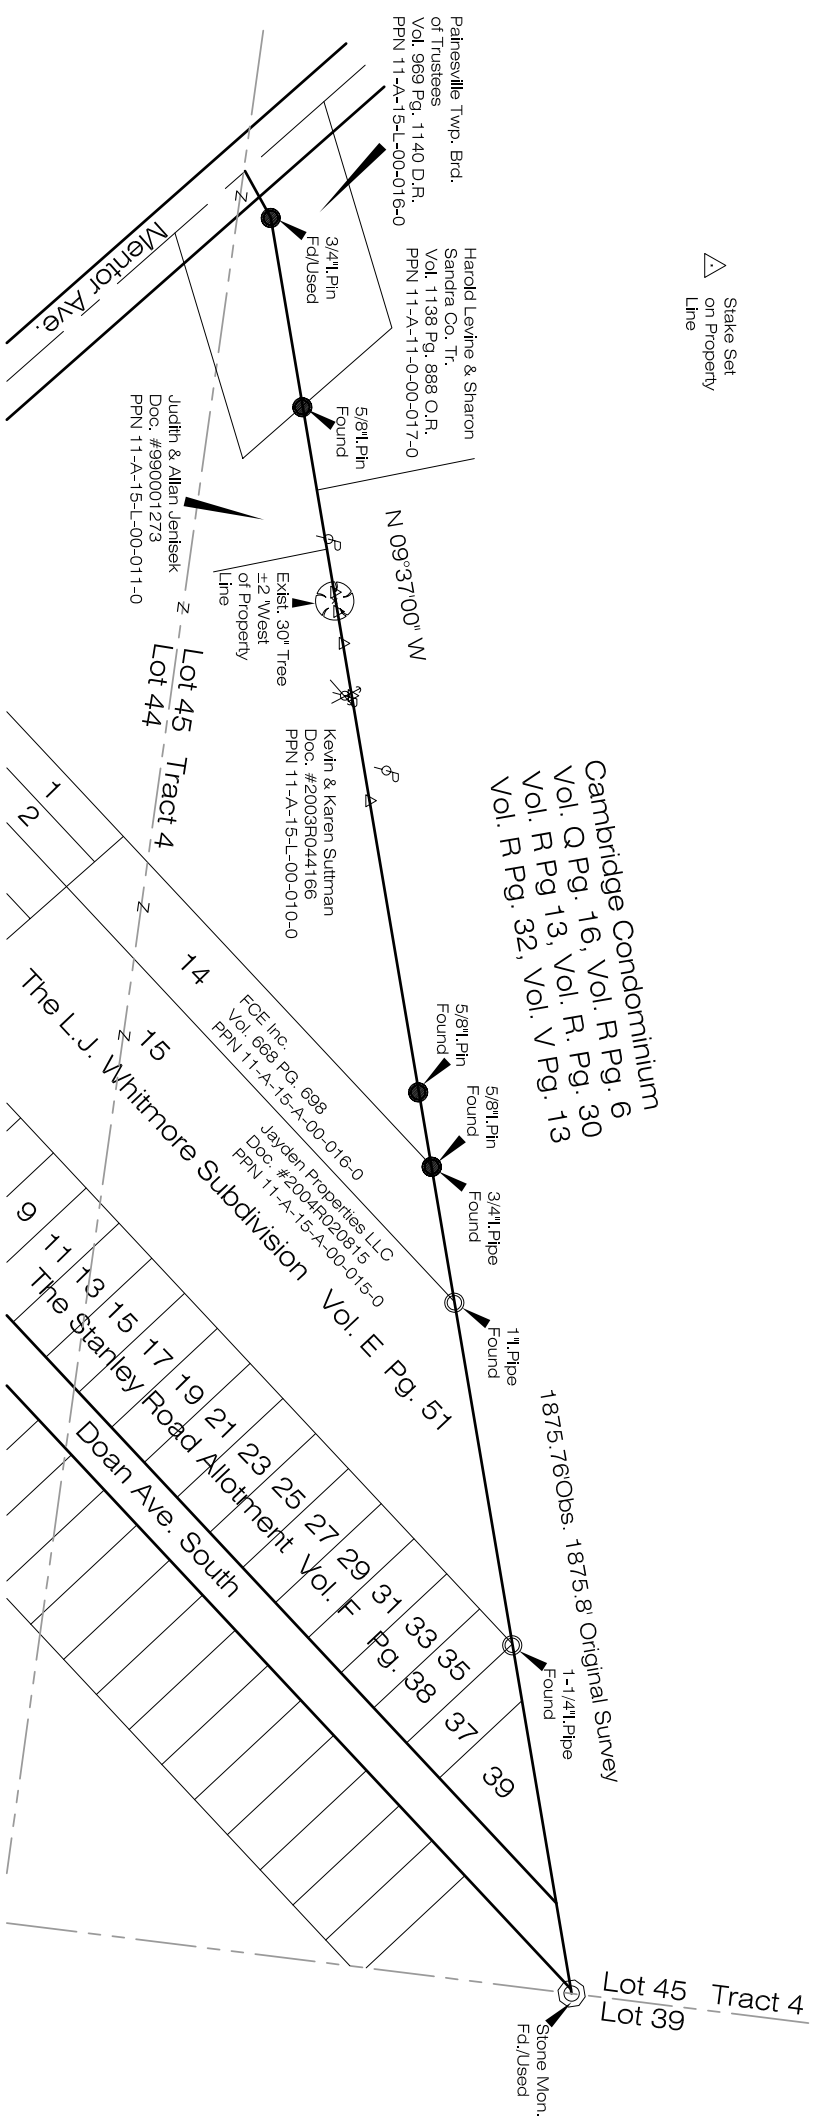 Stake Set
on Property
Line
Painesville Twp. Brd.
of Trustees
Vol. 969 Pg. 1140 D.R.
PPN 11-A-15-L-00-016-0
3/4"I.Pin
Fd/Used
Mentor Ave.
Harold Levine & Sharon
Sandra Co. Tr.
Vol. 1138 Pg. 888 O.R.
PPN 11-A-11-0-00-017-0
5/8"I.Pin
Found
Judith & Allan Jenisek
Doc. #990001273
PPN 11-A-15-L-00-011-0
N 09°37'00" W
Exist. 30" Tree
±2 'West
of Property
Line
Z
Z
Z
Z
Lot 45 Tract 4
Lot 44
Kevin & Karen Suttman
Doc. #2003R044166
PPN 11-A-15-L-00-010-0
Cambridge Condominium
Vol. Q Pg. 16, Vol. R Pg. 6
Vol. R Pg 13, Vol. R. Pg. 30
Vol. R Pg. 32, Vol. V Pg. 13
1
2
14
15
FCE Inc.
Vol. 668 PG. 698
PPN 11-A-15-A-00-016-0
Jayden Properties LLC
Doc. #2004R020815
PPN 11-A-15-A-00-015-0
The L.J. Whitmore Subdivision Vol. E Pg. 51
5/8"I.Pin
Found
5/8"I.Pin
Found
3/4"I.Pipe
Found
1"I.Pipe
Found
1875.76'Obs. 1875.8' Original Survey
1-1/4"I.Pipe
Found
9
11
13
15
17
19
21
23
25
27
29
31
33
35
37
39
The Stanley Road Allotment Vol. F Pg. 38
Doan Ave. South
Lot 45 Tract 4
Lot 39
Stone Mon.
Fd./Used